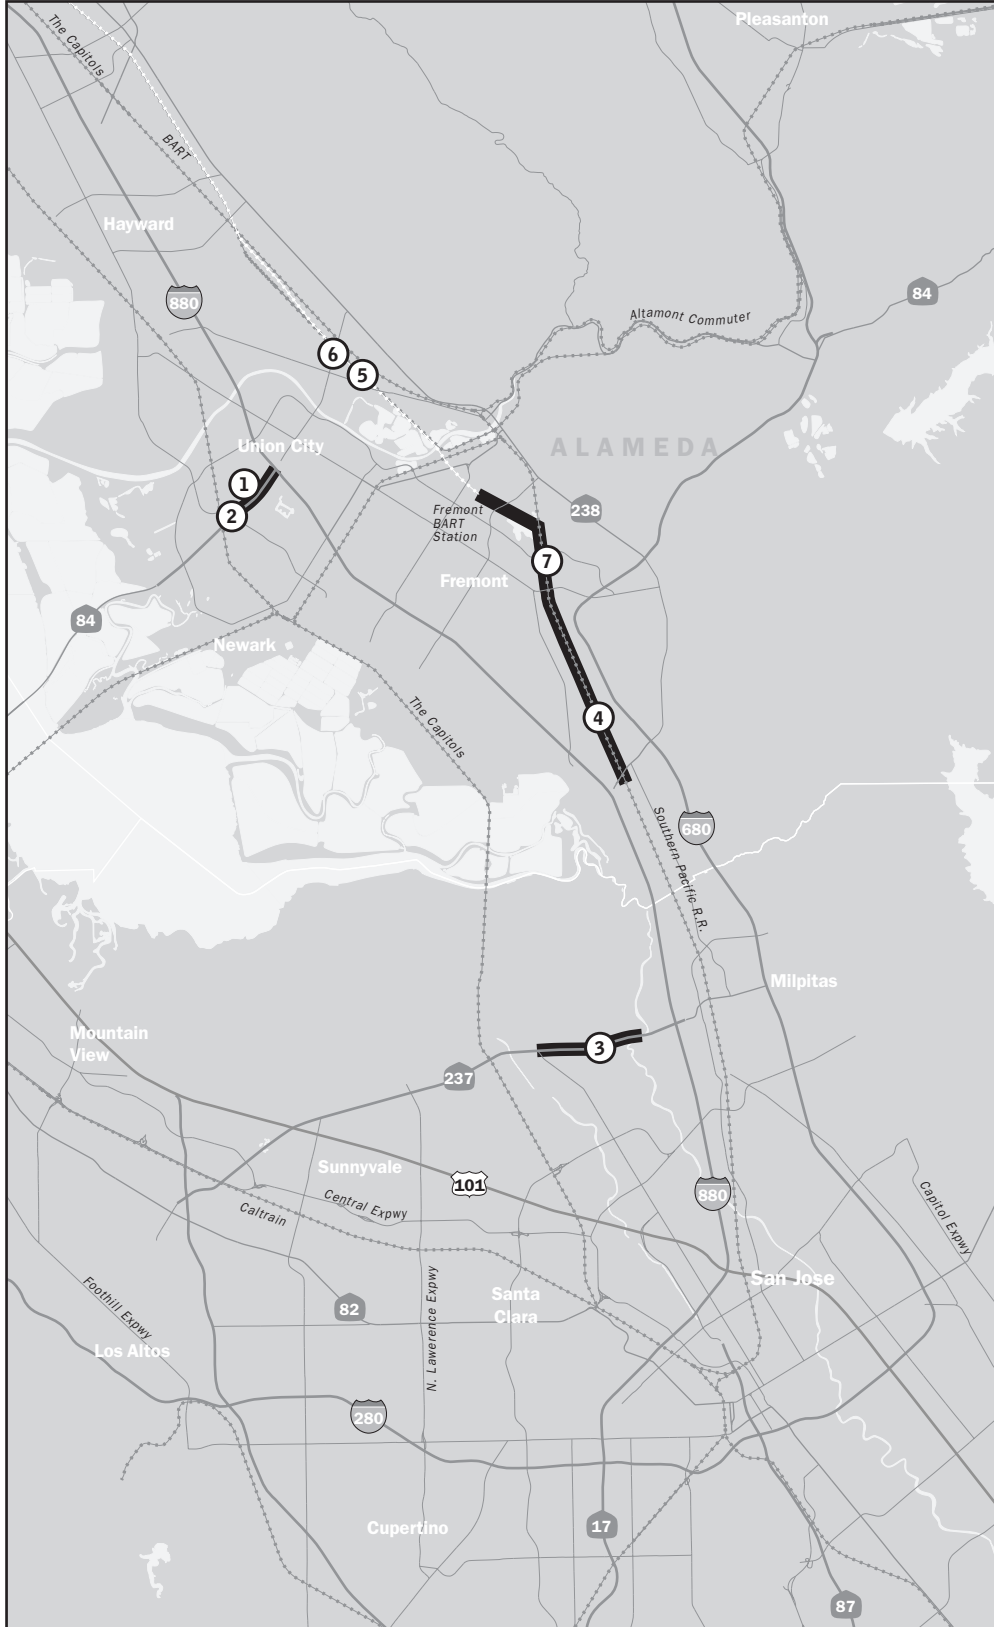 The Capitols
Pleasanton
BART
Hayward
880
84
Altamont Commuter
6
5
Union City
ALAMEDA
1
2
Fremont
BART
Station
238
7
Fremont
84
Newark
The Capitols
4
Southern Pacific R.R.
680
Milpitas
Mountain
View
3
237
Sunnyvale
101
Central Expwy
Caltrain
880
Capitol Expwy
San Jose
Foothill Expwy
82
N. Lawerence Expwy
Santa
Clara
Los Altos
280
Cupertino
17
87